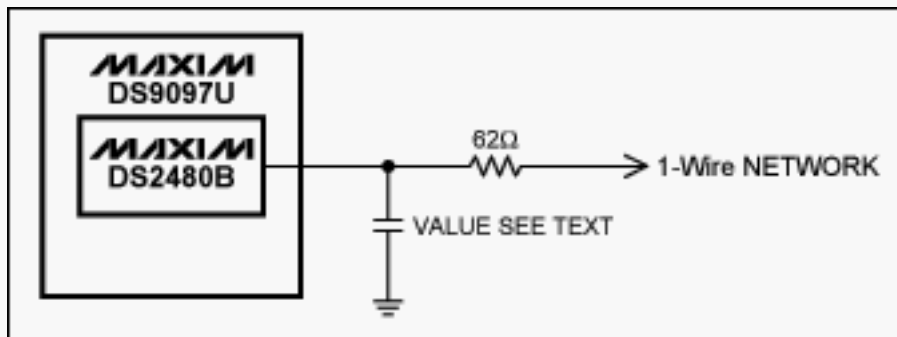 MAXIM
DS9097U
MAXIM
DS2480B
62Ω
1-Wire NETWORK
VALUE SEE TEXT